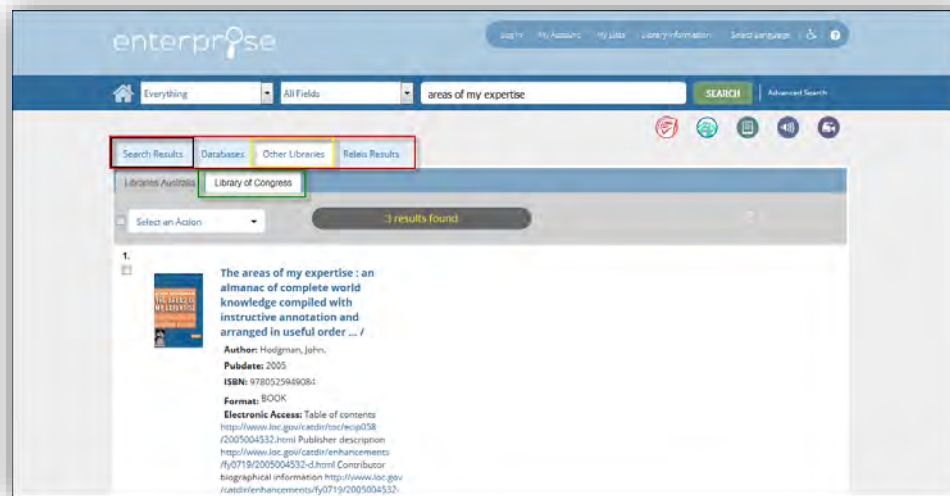 enterprise
Log In My Account My Lists Library Information Select Language
Everything All Fields areas of my expertise SEARCH Advanced Search
Search Results Databases Other Libraries Relais Results
Libraries Australia Library of Congress
Select an Action 3 results found
1.
THE AREAS OF
MY EXPERTISE
The areas of my expertise : an
almanac of complete world
knowledge compiled with
instructive annotation and
arranged in useful order ... /
Author: Hodgman, John.
Pubdate: 2005
ISBN: 9780525949084
Format: BOOK
Electronic Access: Table of contents
http://www.loc.gov/catdir/toc/ecip058
/2005004532.html Publisher description
http://www.loc.gov/catdir/enhancements
/fy0719/2005004532-d.html Contributor
biographical information http://www.loc.gov
/catdir/enhancements/fy0719/2005004532-